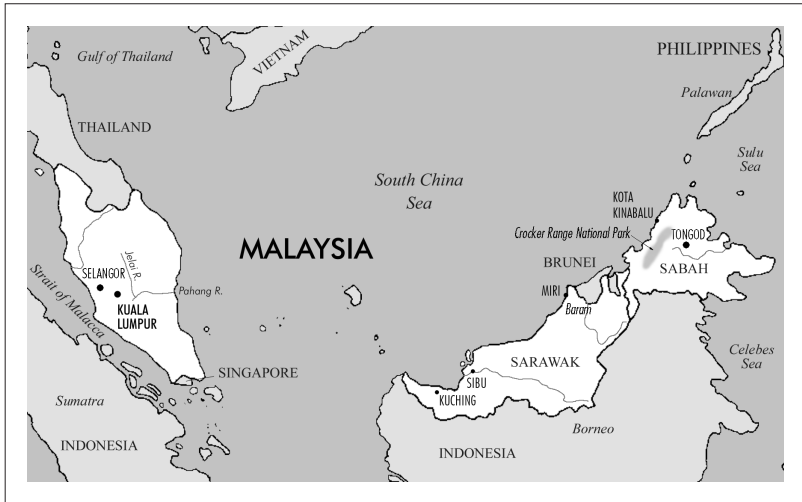 Gulf of Thailand
VIETNAM
PHILIPPINES
Palawan
THAILAND
Sulu
Sea
South China
Sea
KOTA
KINABALU
Crocker Range National Park
TONGOD
MALAYSIA
BRUNEI
SABAH
SELANGOR
Jelai R.
Pahang R.
KUALA
LUMPUR
Strait of Malacca
MIRI
Baram
Celebes
Sea
SARAWAK
SINGAPORE
SIBU
KUCHING
Sumatra
INDONESIA
Borneo
INDONESIA